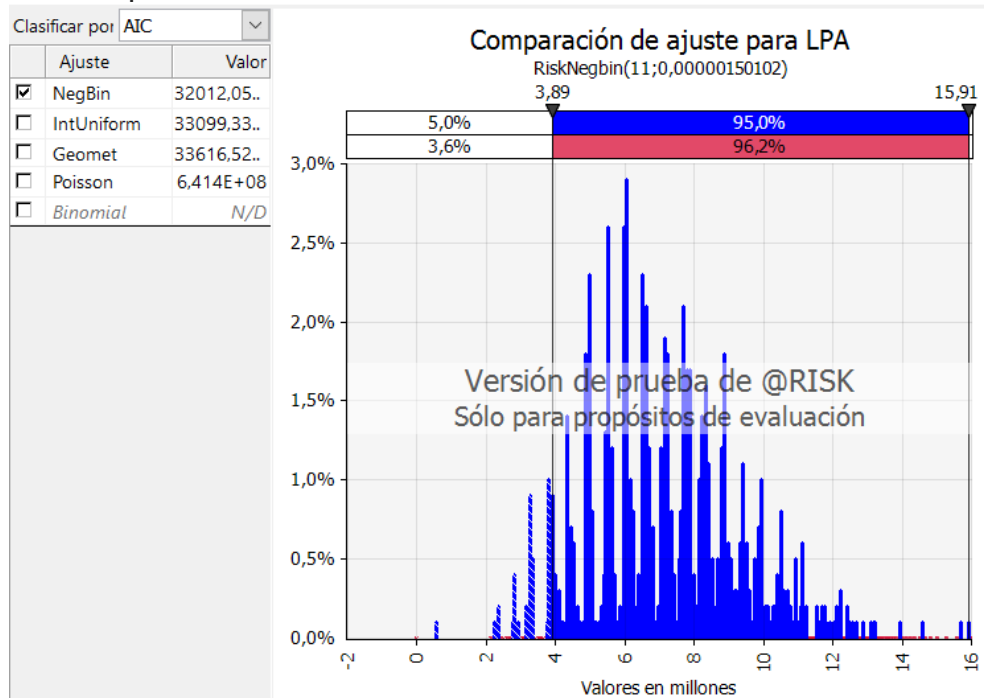 Clasificar por AIC
Ajuste Valor
NegBin 32012,05..
IntUniform 33099,33..
Geomet 33616,52..
Poisson 6,414E+08
Binomial N/D
Comparación de ajuste para LPA
RiskNegbin(11;0,00000150102)
3,89 15,91
5,0% 95,0%
3,6% 96,2%
3,0%
2,5%
2,0%
1,5%
1,0%
0,5%
0,0%
Versión de prueba de @RISK
Sólo para propósitos de evaluación
-2 0 2 4 6 8 10 12 14 16
Valores en millones